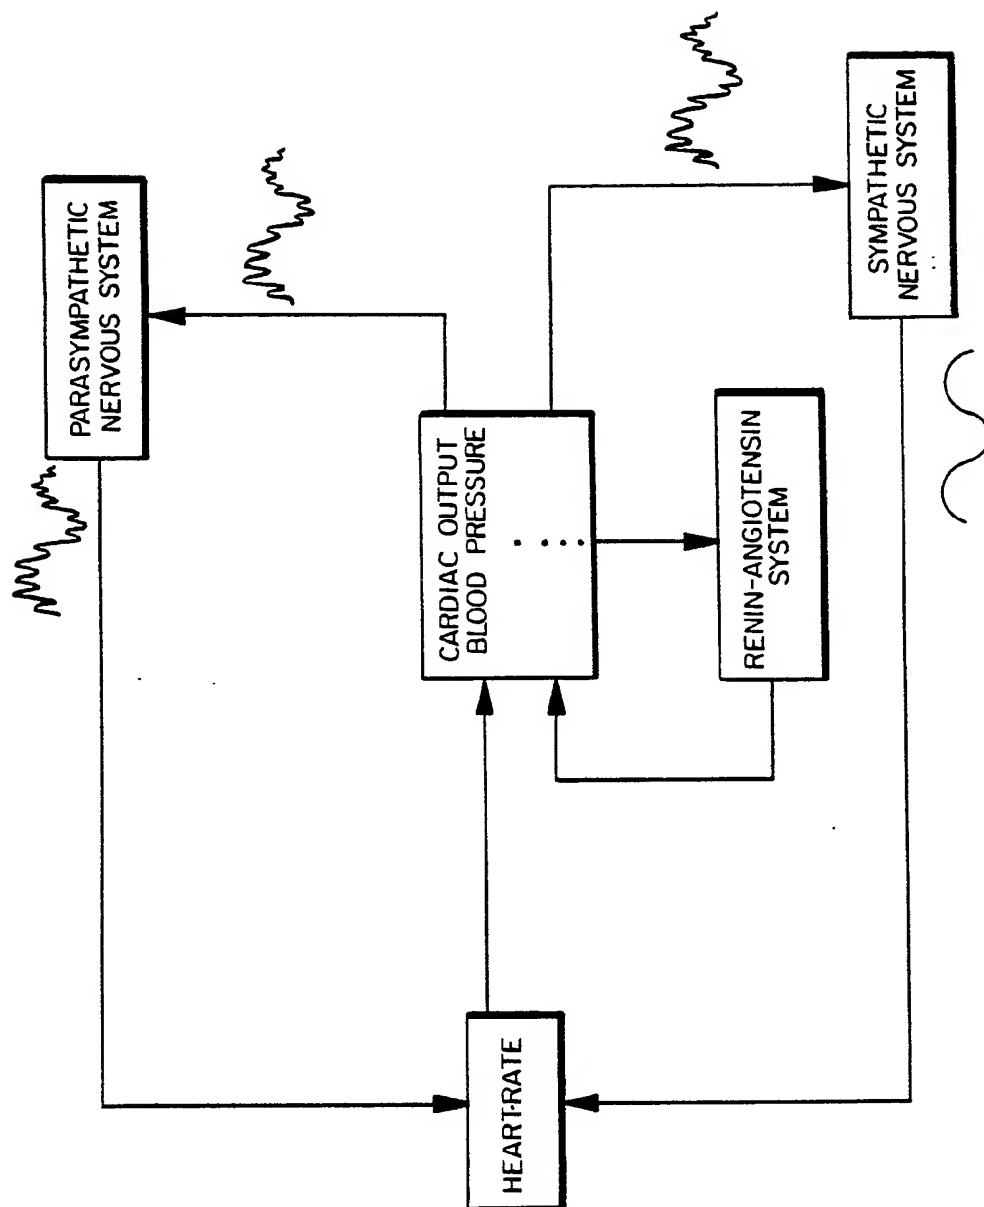 PARASYMPATHETIC
NERVOUS SYSTEM
HEART-RATE
CARDIAC OUTPUT
BLOOD PRESSURE
RENIN-ANGIOTENSIN
SYSTEM
SYMPATHETIC
NERVOUS SYSTEM